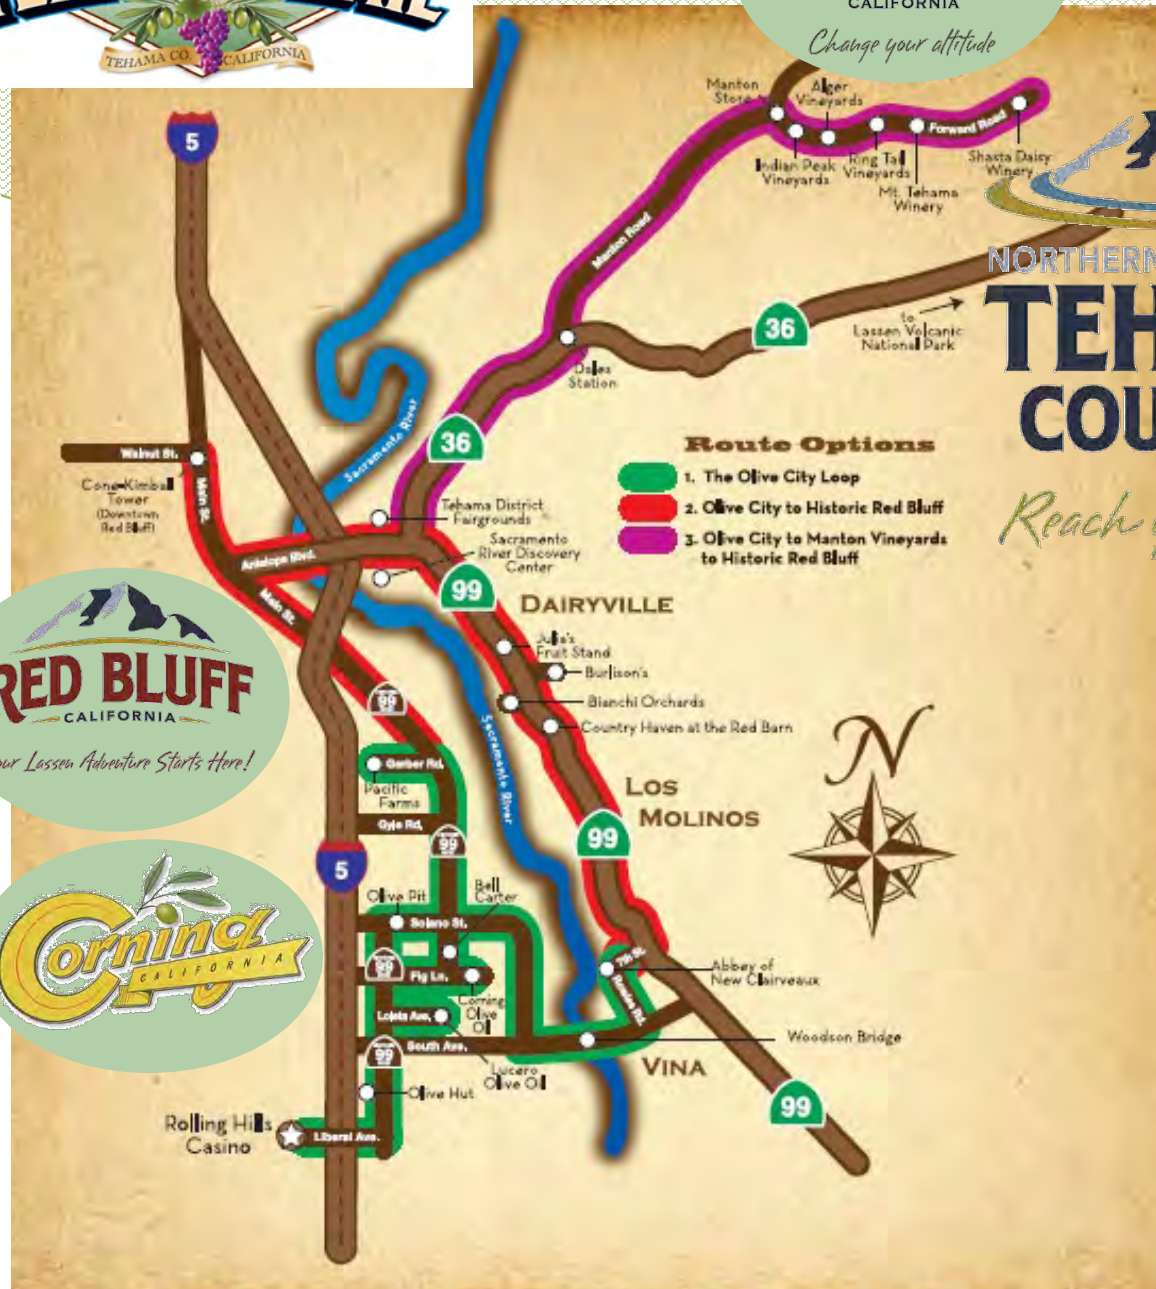 TEHAMA CO. CALIFORNIA
CALIFORNIA
Change your altitude
5
Manton
Store
Alger
Vineyards
Forward Road
Indian Peak
Vineyards
Ring Tail
Vineyards
Mt. Tehama
Winery
Shasta Daisy
Winery
Manton Road
NORTHERN
TEH
COU
Reach
36
to
Lassen Volcanic
National Park
Dales
Station
Sacramento River
36
Route Options
1. The Olive City Loop
2. Olive City to Historic Red Bluff
3. Olive City to Manton Vineyards
to Historic Red Bluff
Walnut St.
Cone-Kimball
Tower
(Downtown
Red Bluff)
Main St.
Tehama District
Fairgrounds
Sacramento
River Discovery
Center
Antelope Blvd.
Main St.
99
DAIRYVILLE
Julia's
Fruit Stand
Burlison's
Bianchi Orchards
Country Haven at the Red Barn
RED BLUFF
CALIFORNIA
our Lassen Adventure Starts Here!
99
Sacramento River
Gerber Rd.
Pacific
Farms
Gyle Rd.
99
LOS
MOLINOS
99
N
5
Corning
CALIFORNIA
Olive Pit
Bell
Carter
Solano St.
99
Fig Ln.
Corning
Olive
Oil
Loleta Ave.
99
South Ave.
Lucero
Olive Oil
Olive Hut
7th St.
Rowles Rd.
Abbey of
New Clairveaux
Woodson Bridge
VINA
99
Rolling Hills
Casino
Liberal Ave.